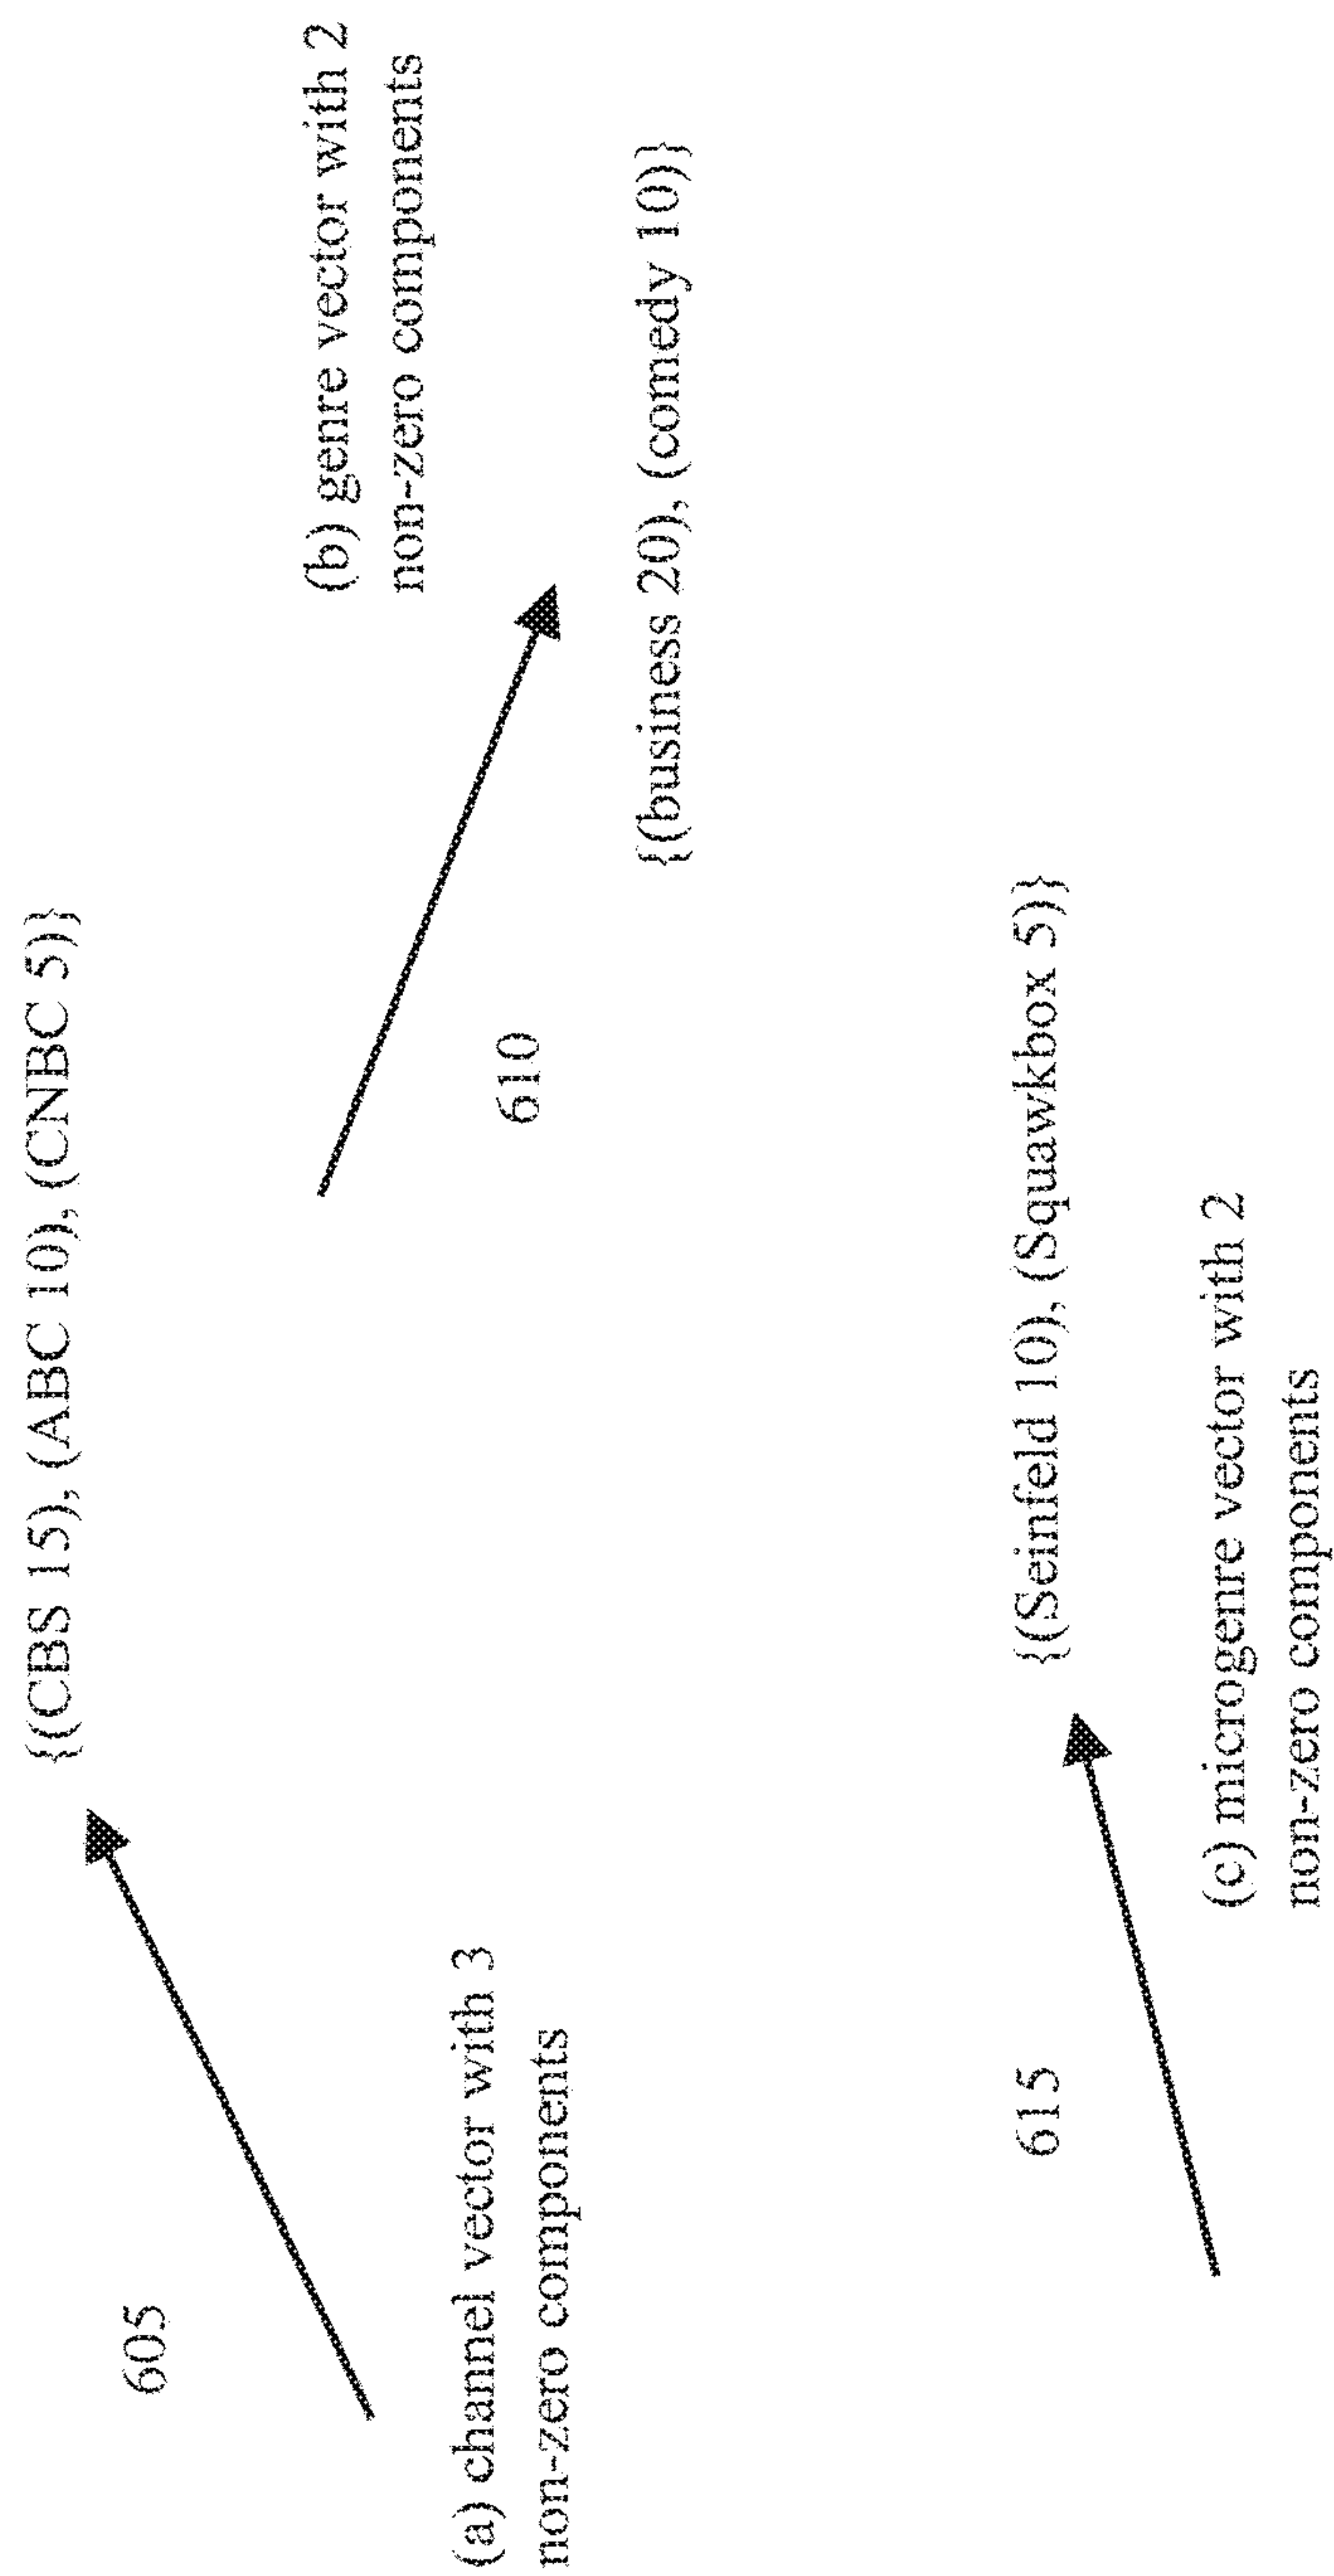 {(CBS 15), (ABC 10), (CNBC 5)}
605
(a) channel vector with 3
non-zero components
(b) genre vector with 2
non-zero components
610
{(business 20), (comedy 10)}
{(Seinfeld 10), (Squawkbox 5)}
615
(c) microgenre vector with 2
non-zero components